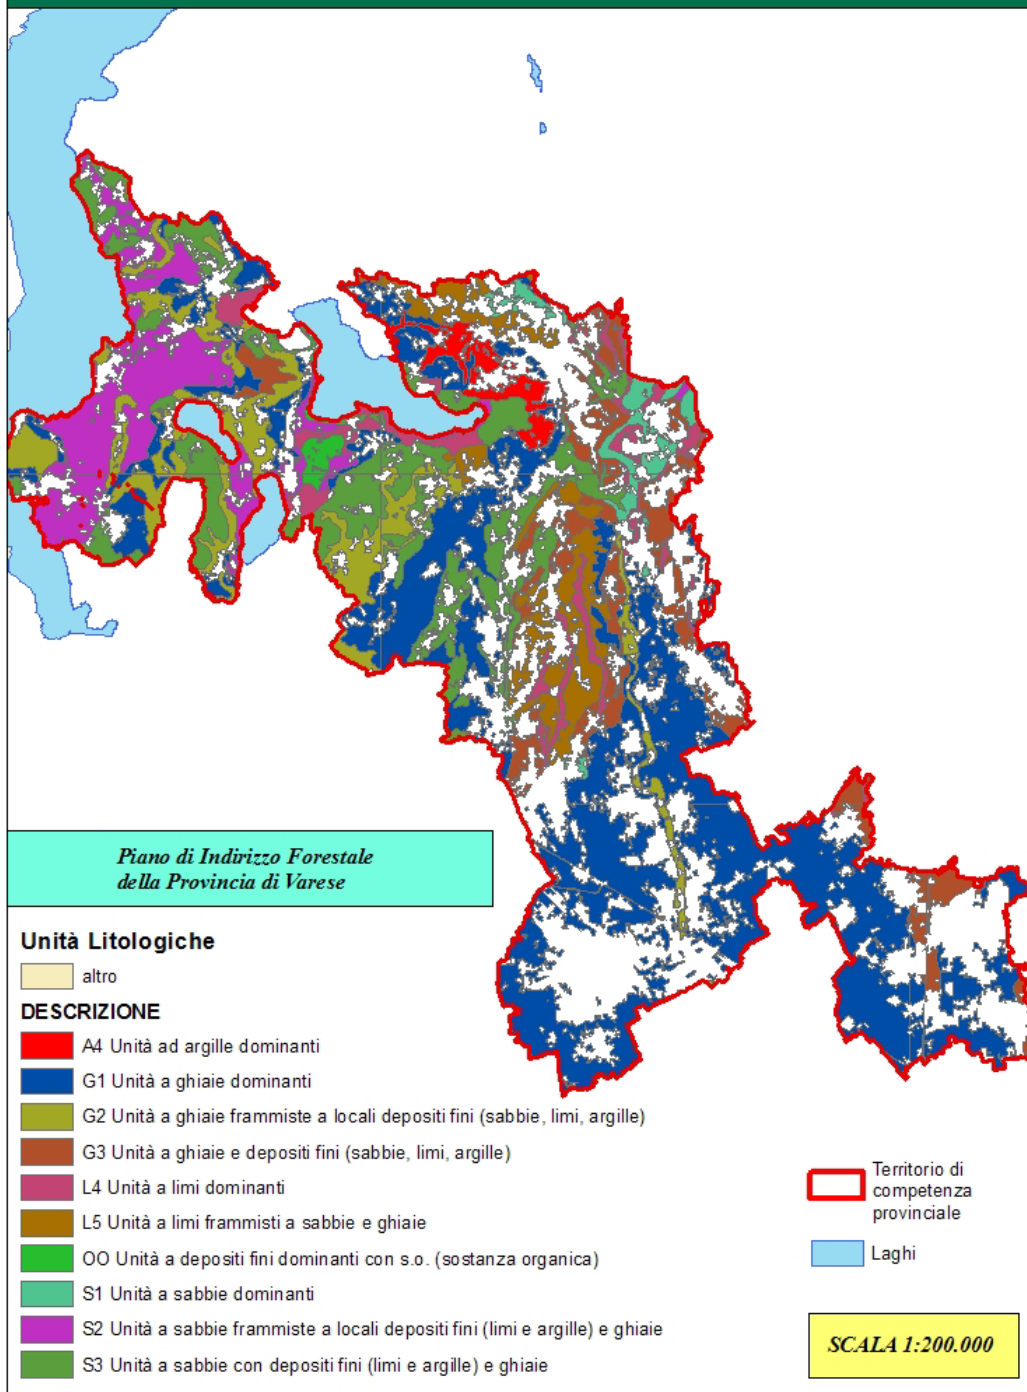 Piano di Indirizzo Forestale
della Provincia di Varese
Unità Litologiche
altro
DESCRIZIONE
A4 Unità ad argille dominanti
G1 Unità a ghiaie dominanti
G2 Unità a ghiaie frammiste a locali depositi fini (sabbie, limi, argille)
G3 Unità a ghiaie e depositi fini (sabbie, limi, argille)
L4 Unità a limi dominanti
L5 Unità a limi frammisti a sabbie e ghiaie
OO Unità a depositi fini dominanti con s.o. (sostanza organica)
S1 Unità a sabbie dominanti
S2 Unità a sabbie frammiste a locali depositi fini (limi e argille) e ghiaie
S3 Unità a sabbie con depositi fini (limi e argille) e ghiaie
Territorio di
competenza
provinciale
Laghi
SCALA 1:200.000